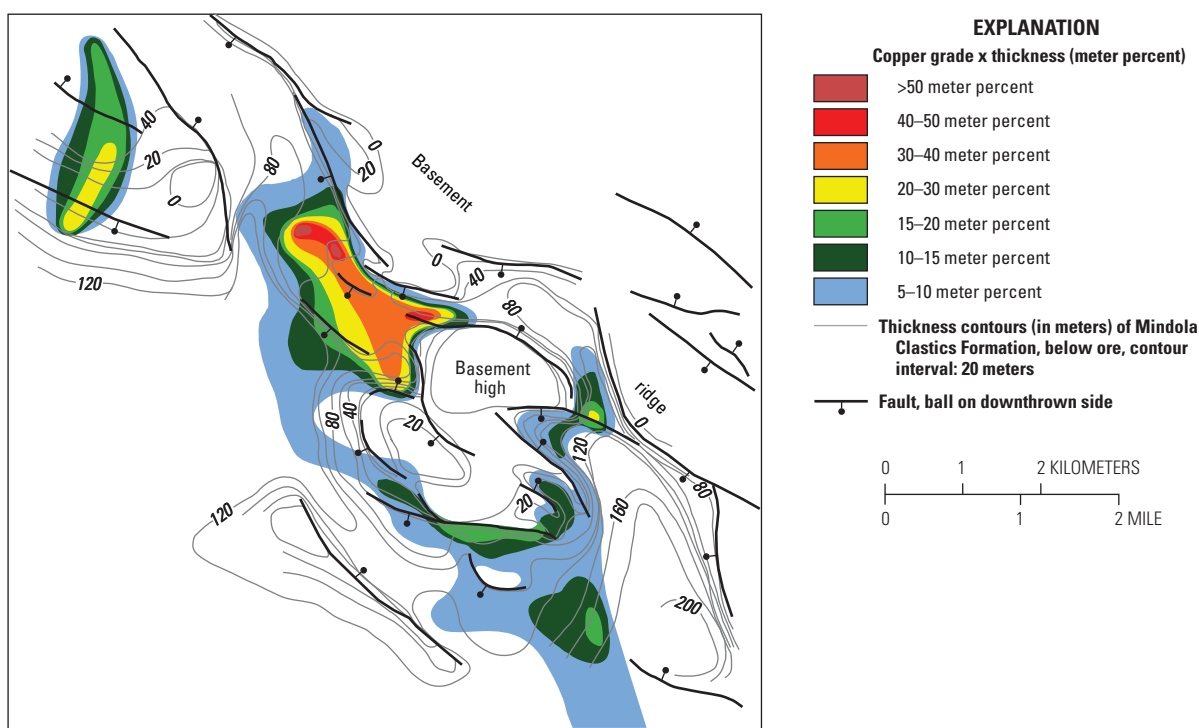 40
20
0
120
80
0
20
Basement
0
40
80
Basement
high
ridge
0
80
40
20
120
20
160
80
120
200
EXPLANATION
Copper grade x thickness (meter percent)
>50 meter percent
40–50 meter percent
30–40 meter percent
20–30 meter percent
15–20 meter percent
10–15 meter percent
5–10 meter percent
Thickness contours (in meters) of Mindola
Clastics Formation, below ore, contour
interval: 20 meters
Fault, ball on downthrown side
0 1 2 KILOMETERS
0 1 2 MILE